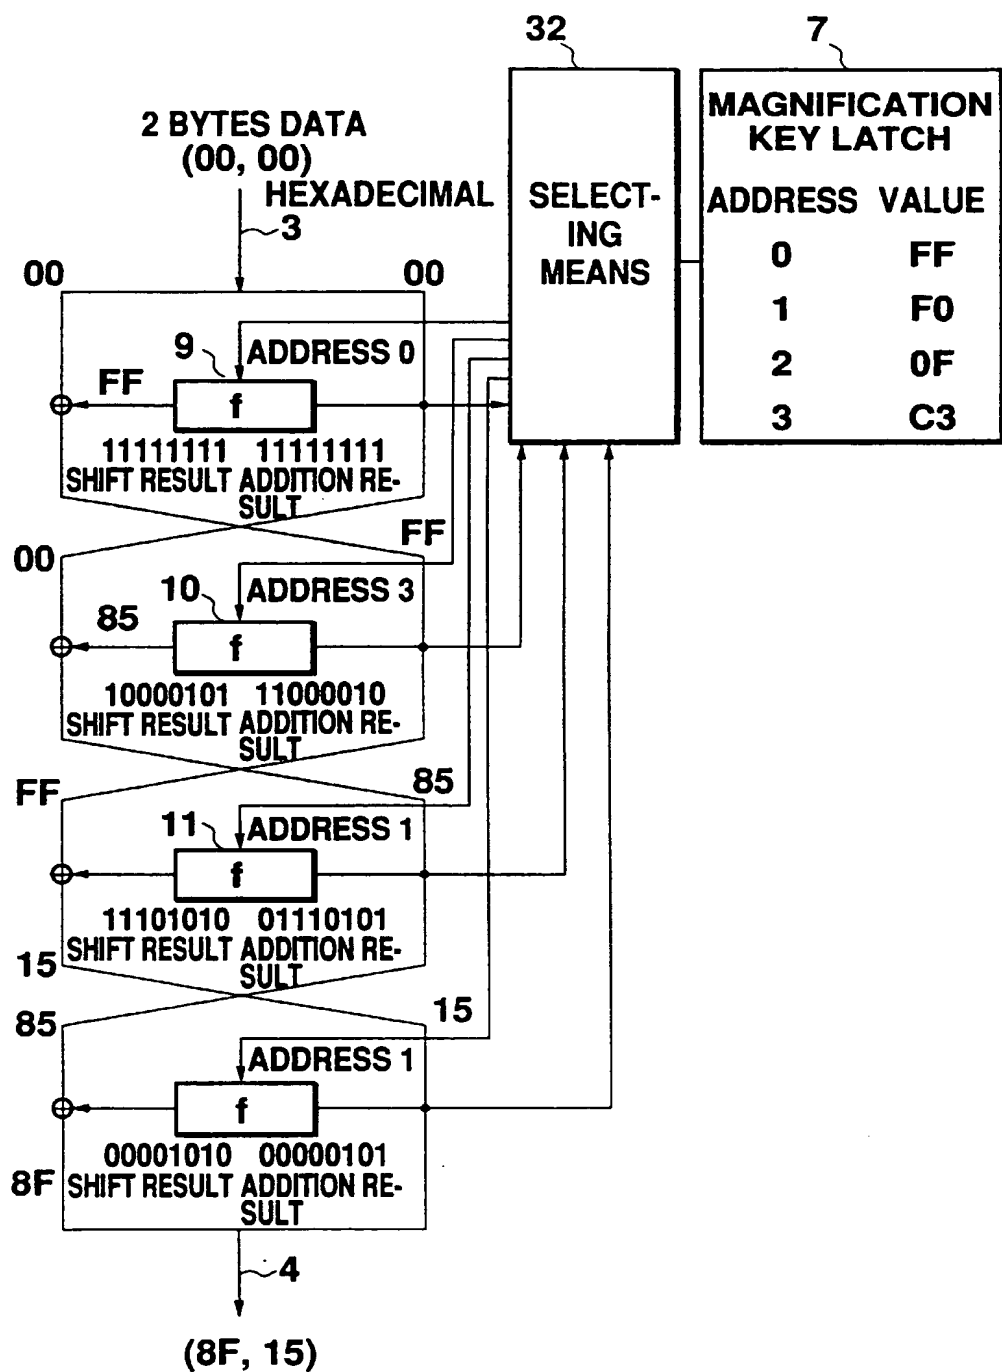 32
7
2 BYTES DATA
(00, 00)
HEXADECIMAL
3
SELECT-
ING
MEANS
MAGNIFICATION
KEY LATCH
ADDRESS VALUE
0 FF
1 F0
2 0F
3 C3
00 00
9
ADDRESS 0
FF
f
11111111 11111111
SHIFT RESULT ADDITION RE-
SULT
00
FF
10
ADDRESS 3
85
f
10000101 11000010
SHIFT RESULT ADDITION RE-
SULT
FF
85
11
ADDRESS 1
f
11101010 01110101
SHIFT RESULT ADDITION RE-
SULT
15
85
15
ADDRESS 1
f
00001010 00000101
8F
SHIFT RESULT ADDITION RE-
SULT
4
(8F, 15)